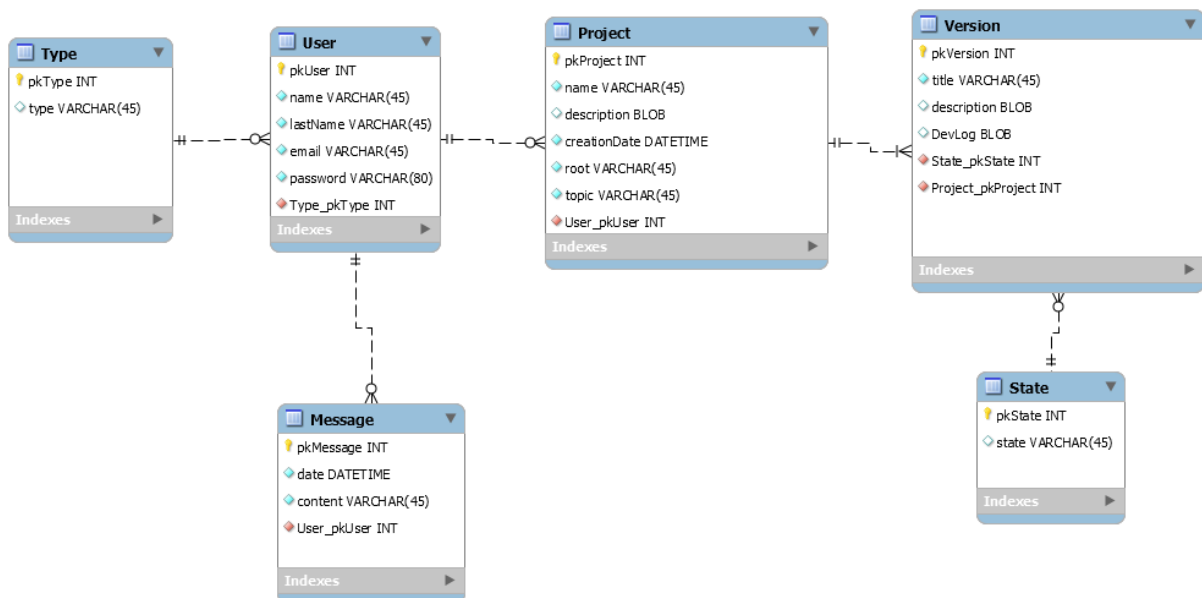 Type
pkType INT
type VARCHAR(45)
Indexes
User
pkUser INT
name VARCHAR(45)
lastName VARCHAR(45)
email VARCHAR(45)
password VARCHAR(80)
Type_pkType INT
Indexes
Project
pkProject INT
name VARCHAR(45)
description BLOB
creationDate DATETIME
root VARCHAR(45)
topic VARCHAR(45)
User_pkUser INT
Indexes
Version
pkVersion INT
title VARCHAR(45)
description BLOB
DevLog BLOB
State_pkState INT
Project_pkProject INT
Indexes
Message
pkMessage INT
date DATETIME
content VARCHAR(45)
User_pkUser INT
Indexes
State
pkState INT
state VARCHAR(45)
Indexes